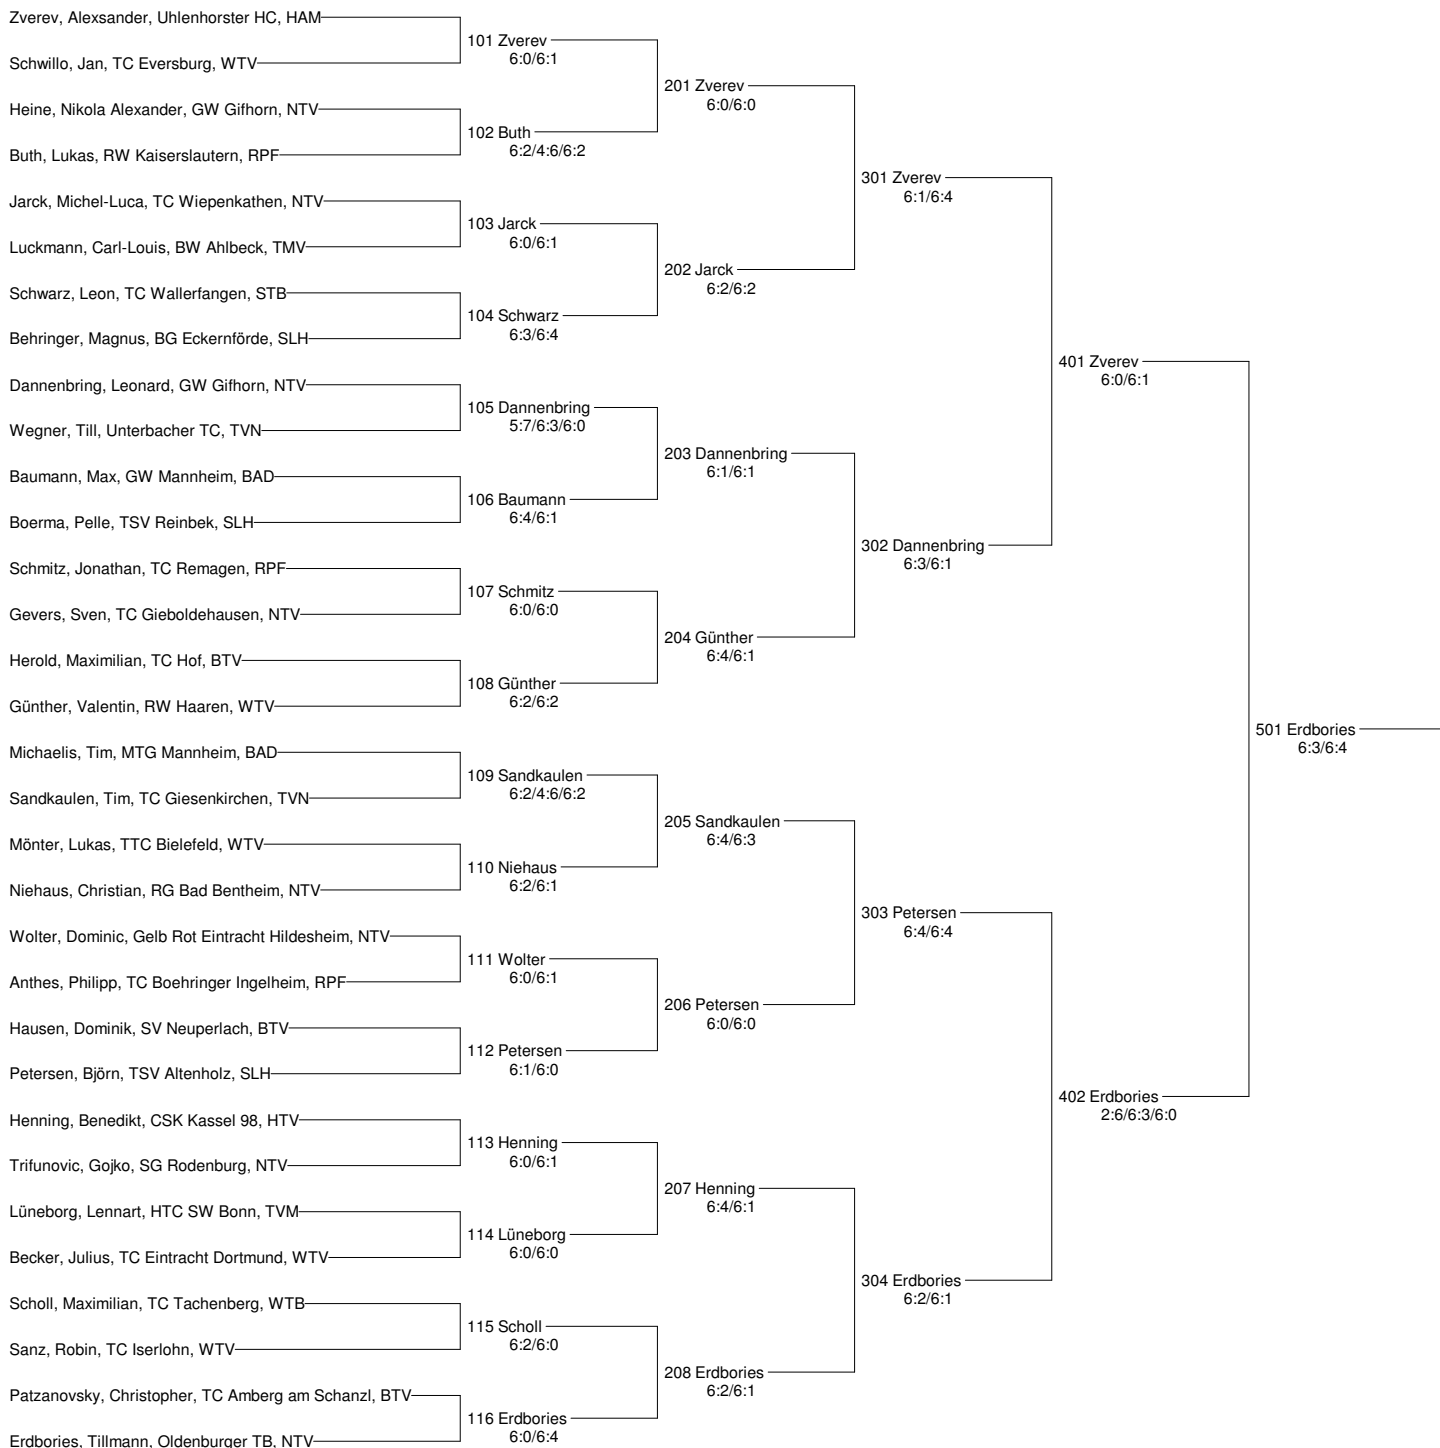 Zverev, Alexsander, Uhlenhorster HC, HAM
101 Zverev
6:0/6:1
Schwillo, Jan, TC Eversburg, WTV
201 Zverev
6:0/6:0
Heine, Nikola Alexander, GW Gifhorn, NTV
102 Buth
6:2/4:6/6:2
Buth, Lukas, RW Kaiserslautern, RPF
301 Zverev
6:1/6:4
Jarck, Michel-Luca, TC Wiepenkathen, NTV
103 Jarck
6:0/6:1
Luckmann, Carl-Louis, BW Ahlbeck, TMV
202 Jarck
6:2/6:2
Schwarz, Leon, TC Wallerfangen, STB
104 Schwarz
6:3/6:4
Behringer, Magnus, BG Eckernförde, SLH
401 Zverev
6:0/6:1
Dannenbring, Leonard, GW Gifhorn, NTV
105 Dannenbring
5:7/6:3/6:0
Wegner, Till, Unterbacher TC, TVN
203 Dannenbring
6:1/6:1
Baumann, Max, GW Mannheim, BAD
106 Baumann
6:4/6:1
Boerma, Pelle, TSV Reinbek, SLH
302 Dannenbring
6:3/6:1
Schmitz, Jonathan, TC Remagen, RPF
107 Schmitz
6:0/6:0
Gevers, Sven, TC Gieboldehausen, NTV
204 Günther
6:4/6:1
Herold, Maximilian, TC Hof, BTV
108 Günther
6:2/6:2
Günther, Valentin, RW Haaren, WTV
501 Erdbories
6:3/6:4
Michaelis, Tim, MTG Mannheim, BAD
109 Sandkaulen
6:2/4:6/6:2
Sandkaulen, Tim, TC Giesenkirchen, TVN
205 Sandkaulen
6:4/6:3
Mönter, Lukas, TTC Bielefeld, WTV
110 Niehaus
6:2/6:1
Niehaus, Christian, RG Bad Bentheim, NTV
303 Petersen
6:4/6:4
Wolter, Dominic, Gelb Rot Eintracht Hildesheim, NTV
111 Wolter
6:0/6:1
Anthes, Philipp, TC Boehringer Ingelheim, RPF
206 Petersen
6:0/6:0
Hausen, Dominik, SV Neuperlach, BTV
112 Petersen
6:1/6:0
Petersen, Björn, TSV Altenholz, SLH
402 Erdbories
2:6/6:3/6:0
Henning, Benedikt, CSK Kassel 98, HTV
113 Henning
6:0/6:1
Trifunovic, Gojko, SG Rodenburg, NTV
207 Henning
6:4/6:1
Lüneborg, Lennart, HTC SW Bonn, TVM
114 Lüneborg
6:0/6:0
Becker, Julius, TC Eintracht Dortmund, WTV
304 Erdbories
6:2/6:1
Scholl, Maximilian, TC Tachenberg, WTB
115 Scholl
6:2/6:0
Sanz, Robin, TC Iserlohn, WTV
208 Erdbories
6:2/6:1
Patzanovsky, Christopher, TC Amberg am Schanzl, BTV
116 Erdbories
6:0/6:4
Erdbories, Tillmann, Oldenburger TB, NTV